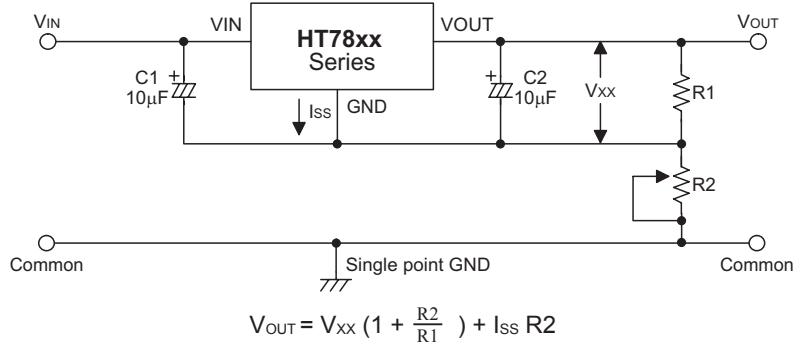 VIN
VIN
HT78xx
Series
VOUT
VOUT
C1
10μF
+
ISS
GND
+
C2
10μF
VXX
R1
R2
Common
Single point GND
Common
VOUT = VXX (1 + R2/R1 ) + ISS R2